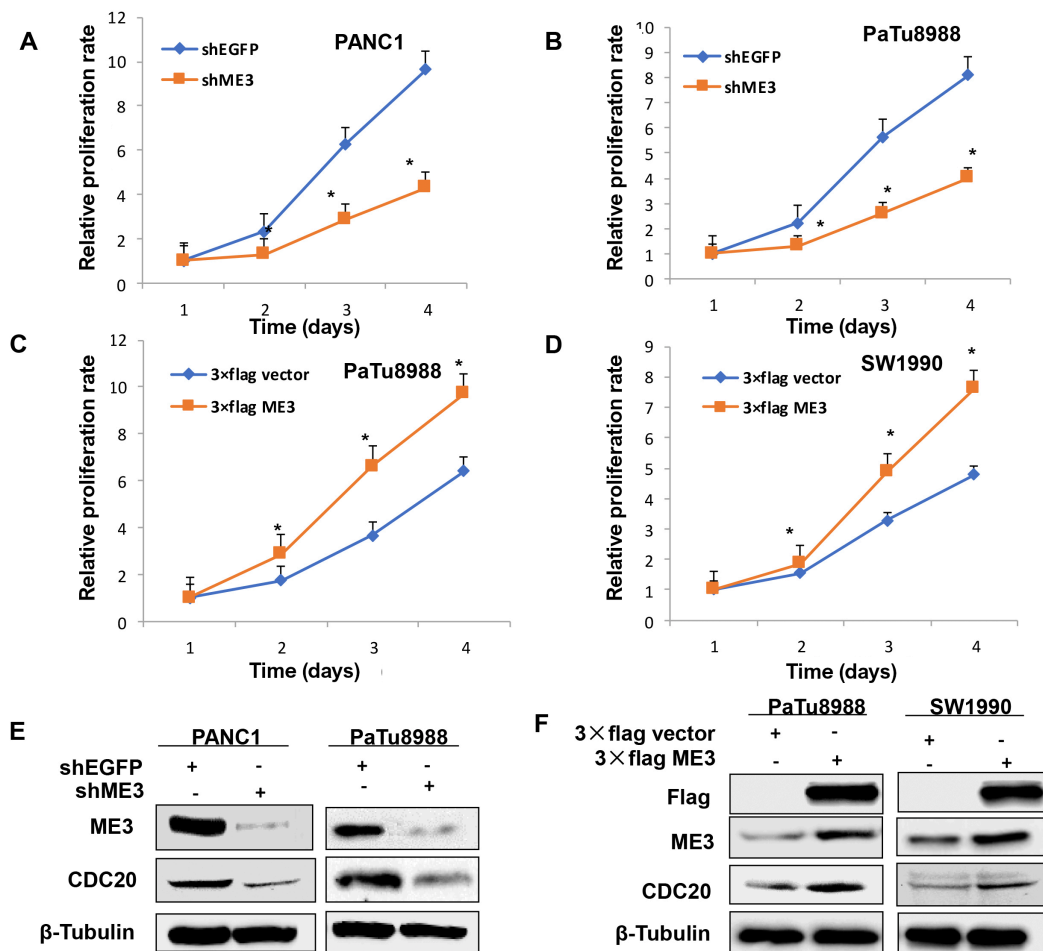 A
PANC1
shEGFP
shME3
Relative proliferation rate
12
10
8
6
4
2
0
*
*
*
1 2 3 4
Time (days)
B
PaTu8988
shEGFP
shME3
Relative proliferation rate
10
9
8
7
6
5
4
3
2
1
0
*
*
*
1 2 3 4
Time (days)
C
PaTu8988
3×flag vector
3×flag ME3
Relative proliferation rate
12
10
8
6
4
2
0
*
*
*
1 2 3 4
Time (days)
D
SW1990
3×flag vector
3×flag ME3
Relative proliferation rate
9
8
7
6
5
4
3
2
1
0
*
*
*
1 2 3 4
Time (days)
E
PANC1 PaTu8988
shEGFP + - + -
shME3 - + - +
ME3
CDC20
β-Tubulin
F
PaTu8988 SW1990
3×flag vector + - + -
3×flag ME3 - + - +
Flag
ME3
CDC20
β-Tubulin